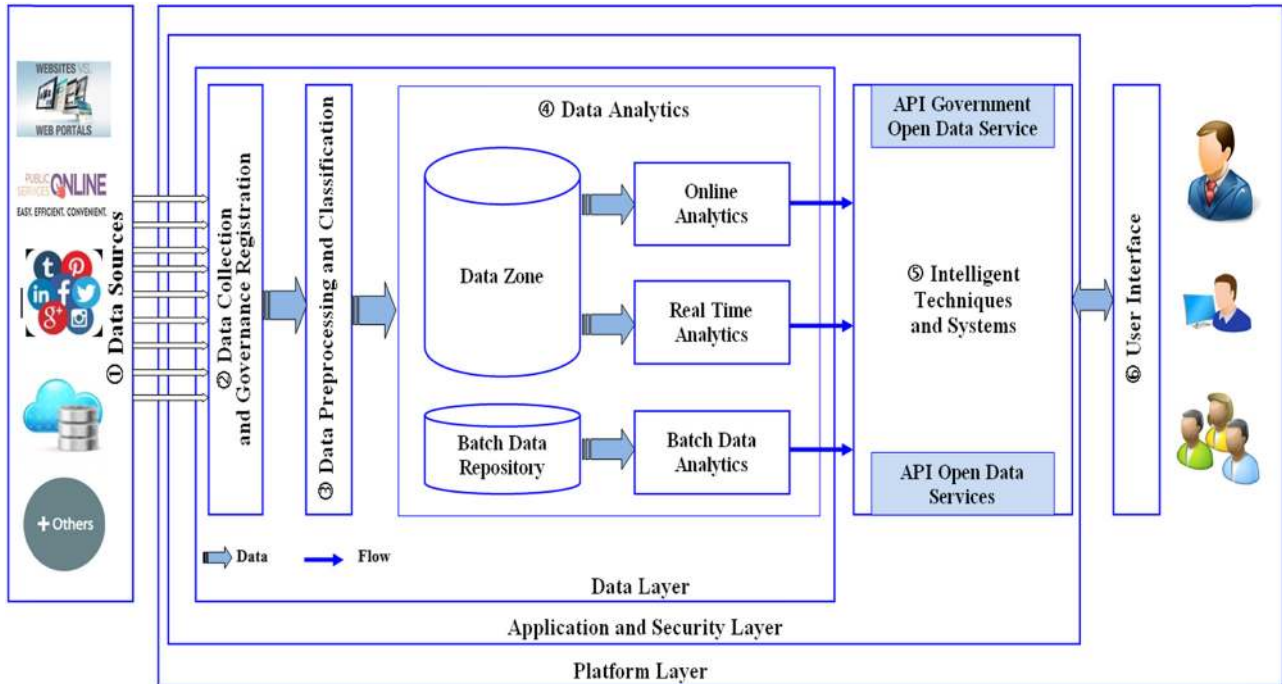 WEBSITES VS.
WEB PORTALS
PUBLIC
SERVICES
ONLINE
EASY. EFFICIENT. CONVENIENT.
t
in
f
g+
+Others
① Data Sources
② Data Collection
and Governance Registration
③ Data Preprocessing and Classification
④ Data Analytics
Data Zone
Batch Data
Repository
Online
Analytics
Real Time
Analytics
Batch Data
Analytics
API Government
Open Data Service
⑤ Intelligent
Techniques
and Systems
API Open Data
Services
⑥ User Interface
Data
Flow
Data Layer
Application and Security Layer
Platform Layer